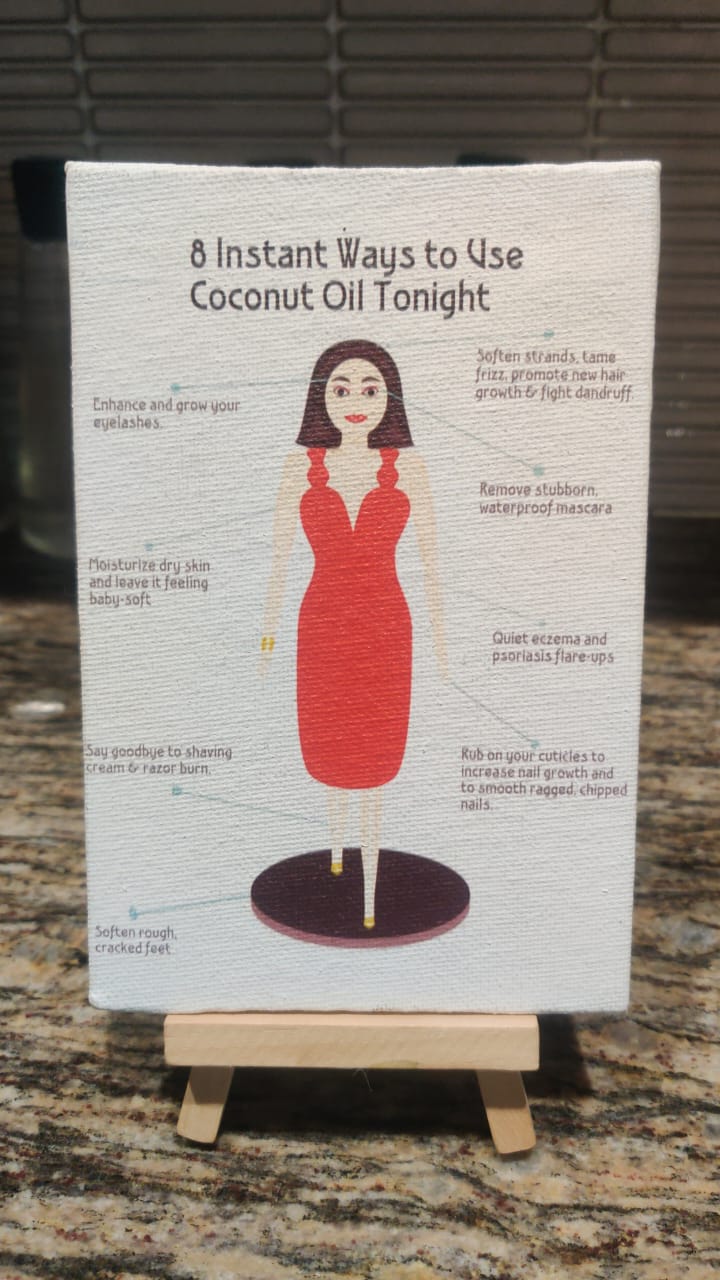 8 Instant Ways to Use
Coconut Oil Tonight
Soften strands, tame
frizz, promote new hair
growth & fight dandruff.
Enhance and grow your
eyelashes.
Remove stubborn,
waterproof mascara
Moisturize dry skin
and leave it feeling
baby-soft
Quiet eczema and
psoriasis flare-ups
Say goodbye to shaving
cream & razor burn.
Rub on your cuticles to
increase nail growth and
to smooth ragged, chipped
nails.
Soften rough,
cracked feet